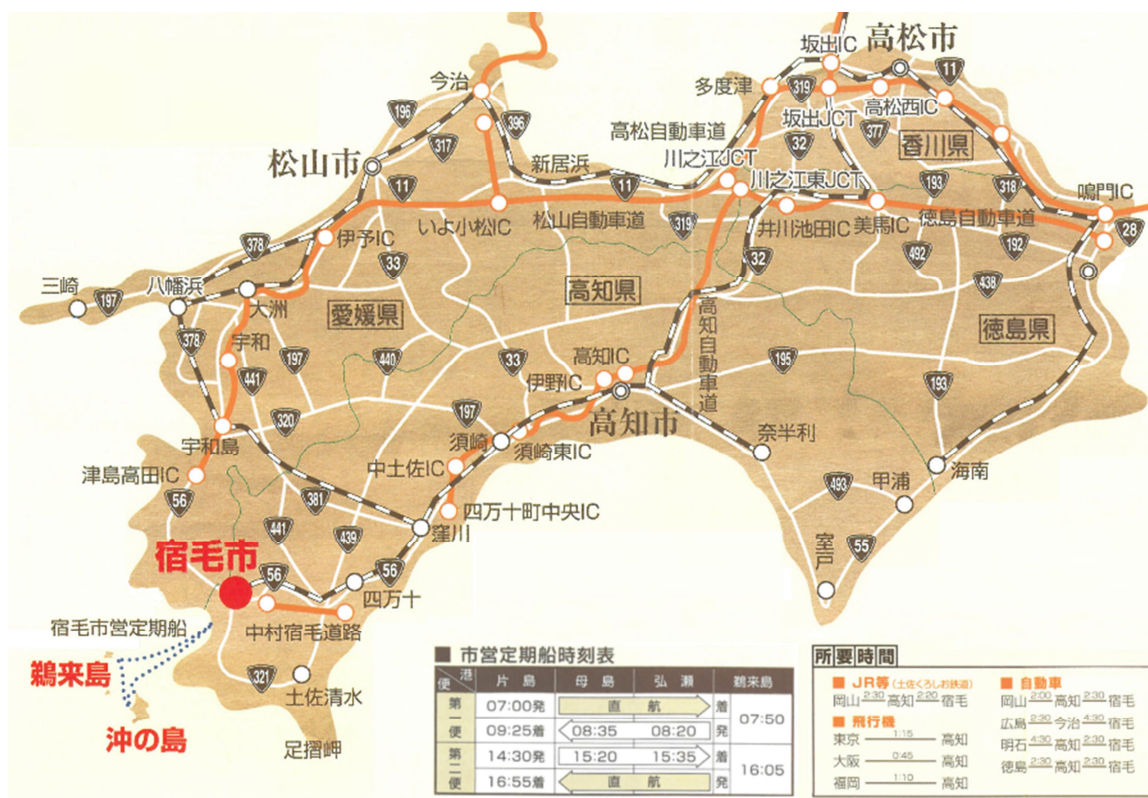 高松市
坂出IC
今治
多度津
319
11
高松西IC
坂出JCT
196
396
317
高松自動車道
377
香川県
32
松山市
新居浜
川之江JCT
川之江東JCT
193
318
鳴門IC
11
11
いよ小松IC
松山自動車道
319
井川池田IC
美馬IC
徳島自動車道
28
378
伊予IC
33
32
492
192
三崎
197
八幡浜
大洲
愛媛県
高知県
438
徳島県
378
宇和
197
440
33
高知自動車道
195
441
伊野IC
高知IC
193
宇和島
320
197
須崎
須崎東IC
高知市
奈半利
津島高田IC
中土佐IC
海南
56
381
四万十町中央IC
493
甲浦
441
439
窪川
宿毛市
56
56
四万十
室戸
55
宿毛市営定期船
中村宿毛道路
鵜来島
321
土佐清水
沖の島
足摺岬
■ 市営定期船時刻表
便 港 片島 母島 弘瀬 鵜来島
第一便 07:00発 直航 着 07:50
09:25着 08:35 08:20 発
第二便 14:30発 15:20 15:35 着 16:05
16:55着 直航 発
所要時間
■ JR等(土佐くろしお鉄道)
岡山 2:30 高知 2:20 宿毛
■ 飛行機
東京 1:15 高知
大阪 0:45 高知
福岡 1:10 高知
■ 自動車
岡山 2:00 高知 2:30 宿毛
広島 2:30 今治 4:30 宿毛
明石 4:30 高知 2:30 宿毛
徳島 2:30 高知 2:30 宿毛